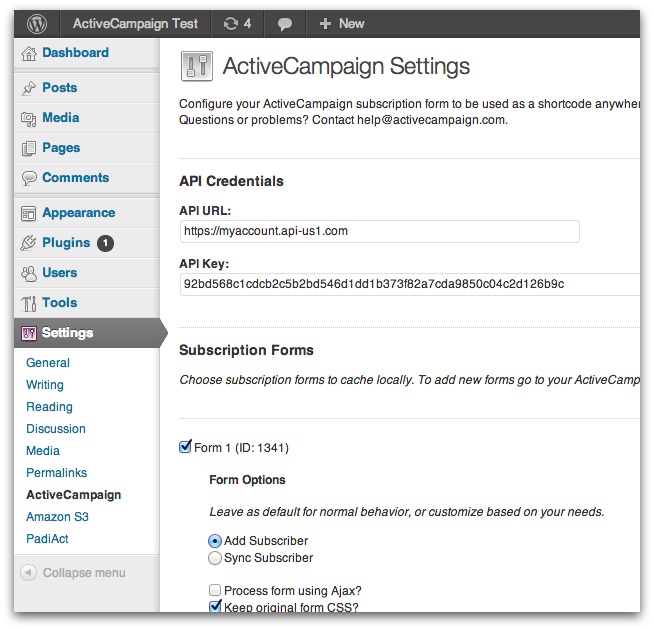 ActiveCampaign Test 4 + New
Dashboard
Posts
Media
Pages
Comments
Appearance
Plugins 1
Users
Tools
Settings
General
Writing
Reading
Discussion
Media
Permalinks
ActiveCampaign
Amazon S3
PadiAct
Collapse menu
ActiveCampaign Settings
Configure your ActiveCampaign subscription form to be used as a shortcode anywher
Questions or problems? Contact help@activecampaign.com.
API Credentials
API URL:
https://myaccount.api-us1.com
API Key:
92bd568c1cdcb2c5b2bd546d1dd1b373f82a7cda9850c04c2d126b9c
Subscription Forms
Choose subscription forms to cache locally. To add new forms go to your ActiveCamp
Form 1 (ID: 1341)
Form Options
Leave as default for normal behavior, or customize based on your needs.
Add Subscriber
Sync Subscriber
Process form using Ajax?
Keep original form CSS?